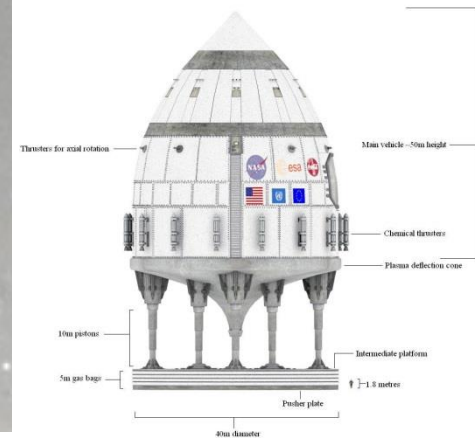 Thrusters for axial rotation
NASA
esa
Main vehicle ~50m height
Chemical thrusters
Plasma deflection cone
10m pistons
Intermediate platform
5m gas bags
1.8 metres
Pusher plate
40m diameter